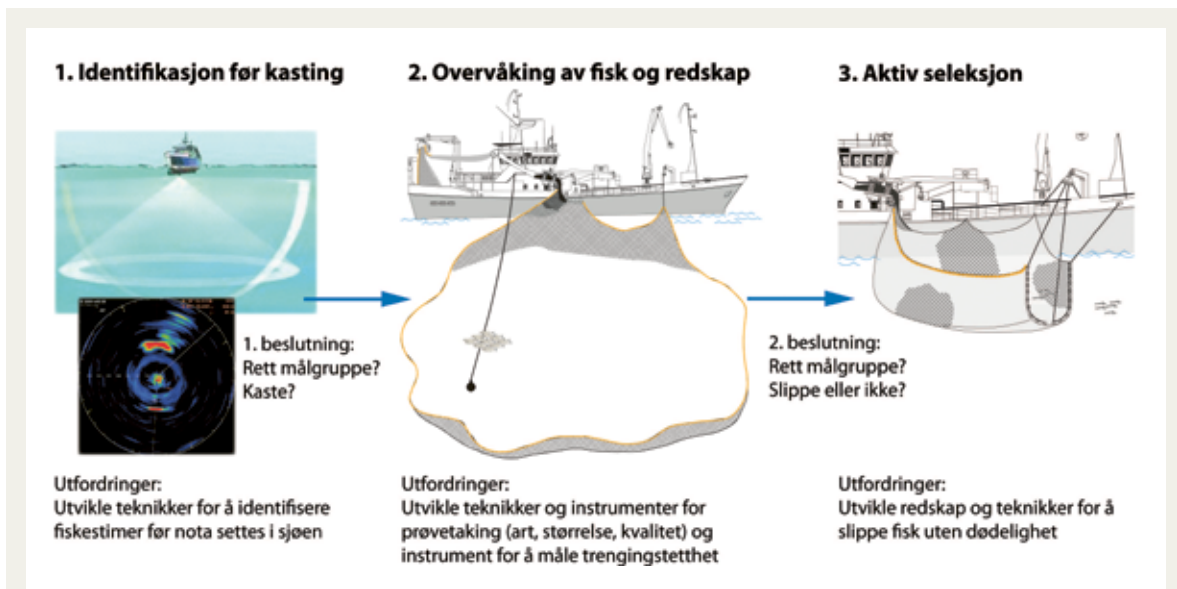 1. Identifikasjon før kasting
2. Overvåking av fisk og redskap
3. Aktiv seleksjon
1. beslutning:
Rett målgruppe?
Kaste?
2. beslutning:
Rett målgruppe?
Slippe eller ikke?
Utfordringer:
Utvikle teknikker for å identifisere
fiskestimer før nota settes i sjøen
Utfordringer:
Utvikle teknikker og instrumenter for
prøvetaking (art, størrelse, kvalitet) og
instrument for å måle trengingstetthet
Utfordringer:
Utvikle redskap og teknikker for å
slippe fisk uten dødelighet